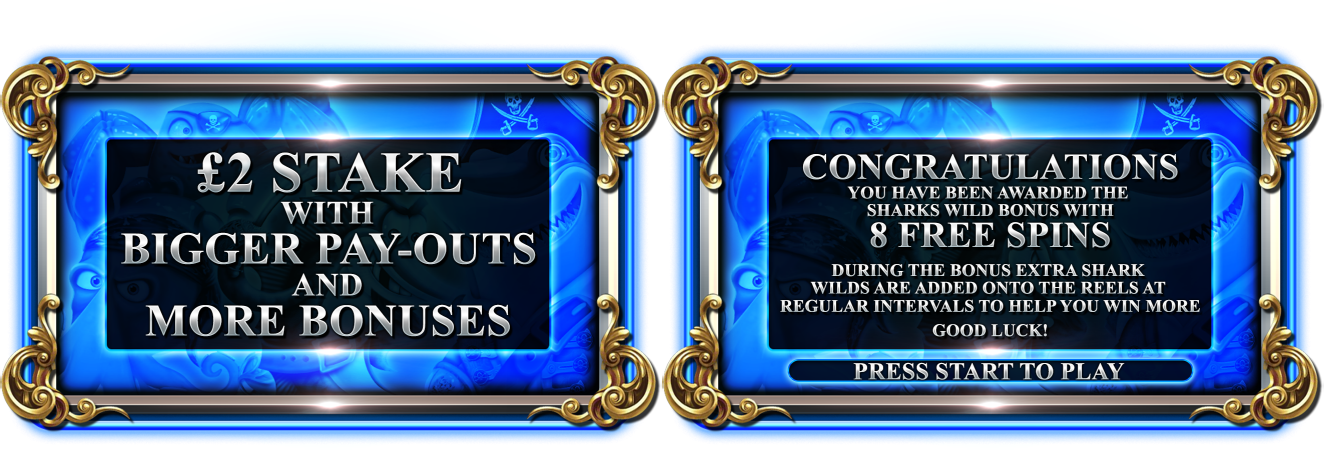 £2 STAKE
WITH
BIGGER PAY-OUTS
AND
MORE BONUSES
CONGRATULATIONS
YOU HAVE BEEN AWARDED THE
SHARKS WILD BONUS WITH
8 FREE SPINS
DURING THE BONUS EXTRA SHARK
WILDS ARE ADDED ONTO THE REELS AT
REGULAR INTERVALS TO HELP YOU WIN MORE
GOOD LUCK!
PRESS START TO PLAY